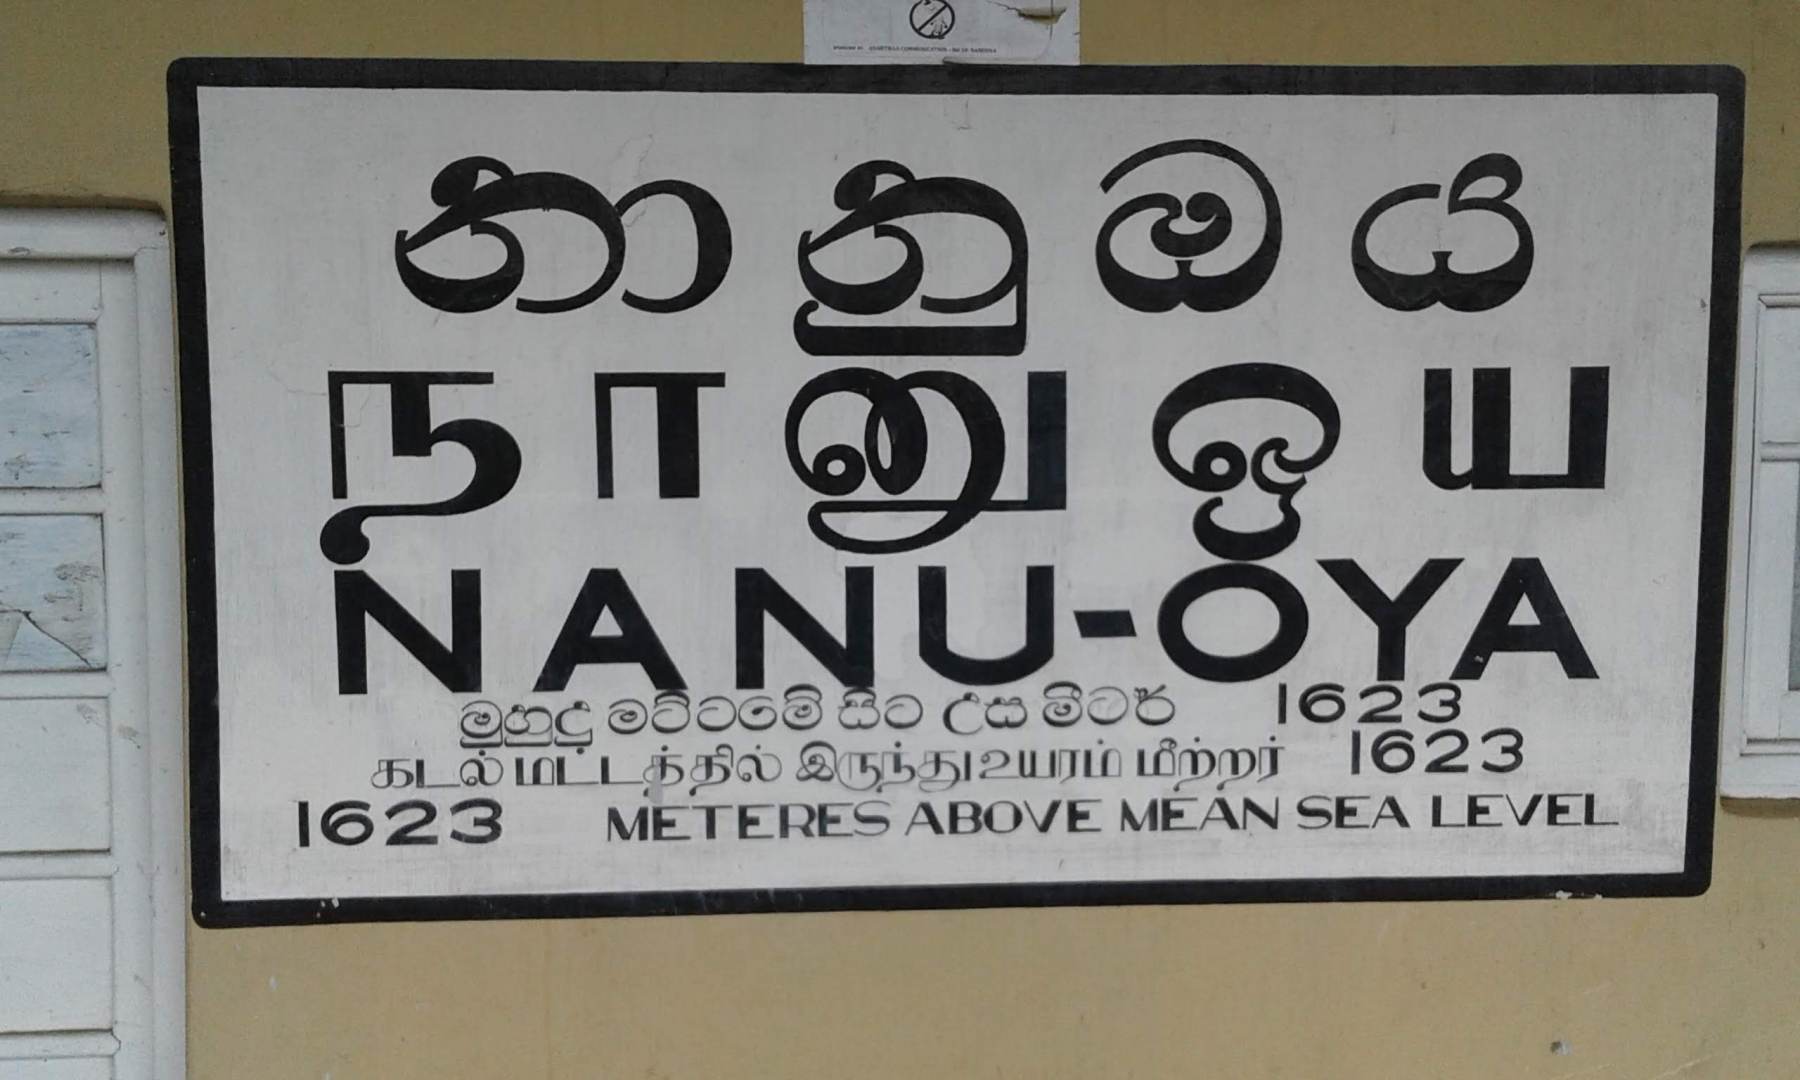 නානුඔය
நானுஓய
NANU-OYA
මුහුදු මට්ටමේ සිට උස මීටර් 1623
கடல் மட்டத்தில் இருந்து உயரம் மீற்றர் 1623
1623 METERES ABOVE MEAN SEA LEVEL